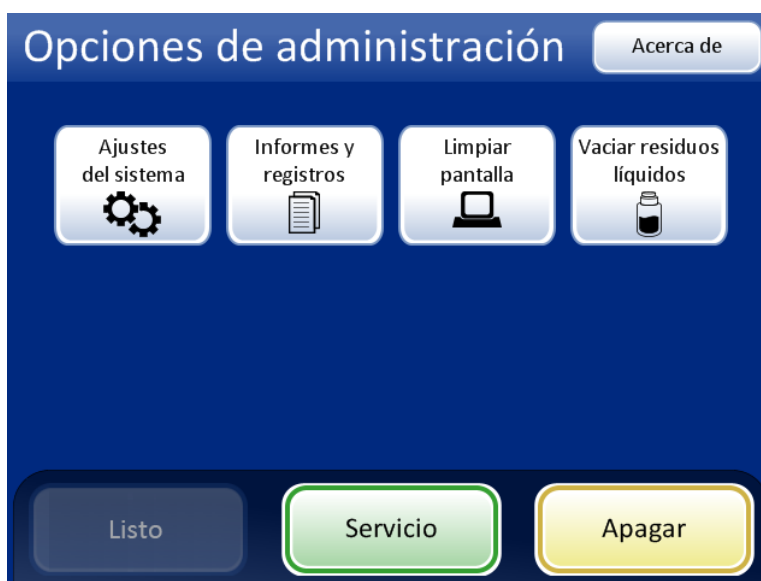 Opciones de administración
Acerca de
Ajustes
del sistema
Informes y
registros
Limpiar
pantalla
Vaciar residuos
líquidos
Listo
Servicio
Apagar